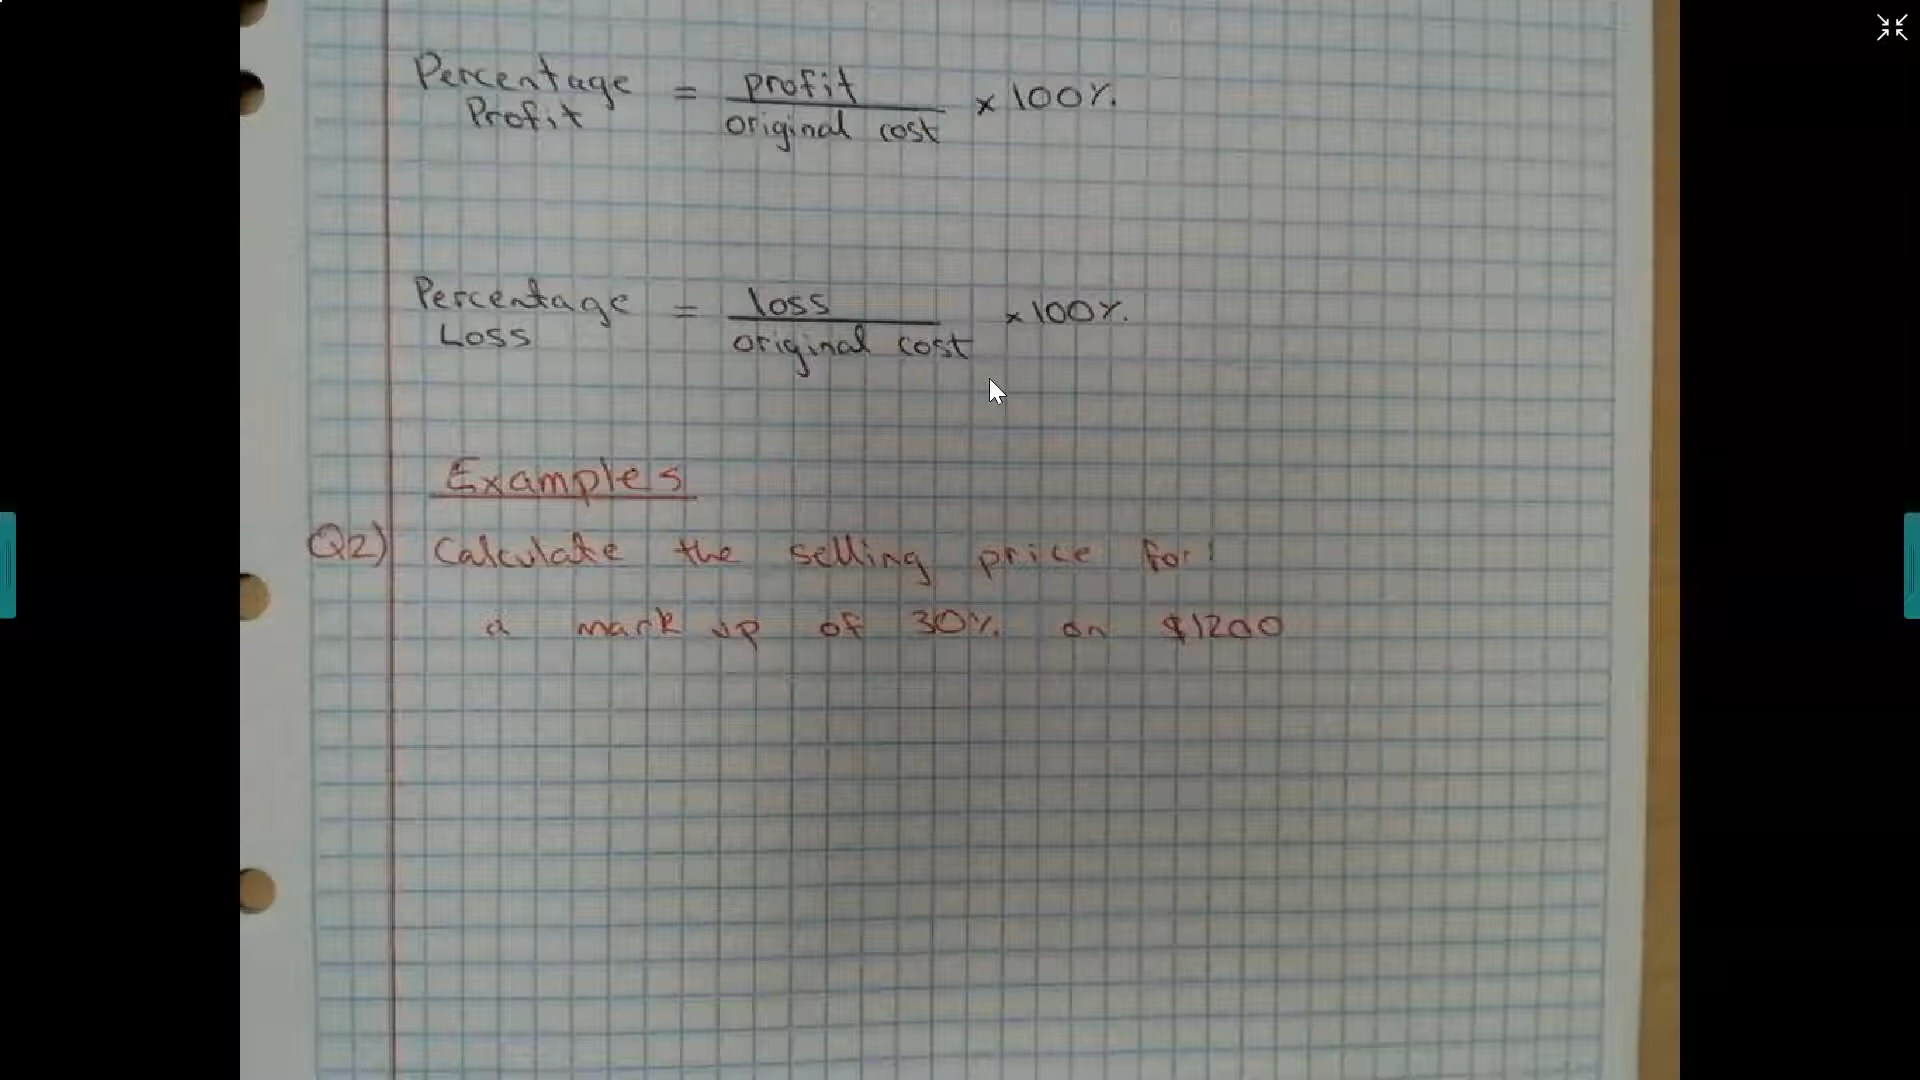 Percentage Profit = profit / original cost × 100%
Percentage Loss = loss / original cost × 100%
Examples
Q2) Calculate the selling price for:
a mark up of 30% on $1200